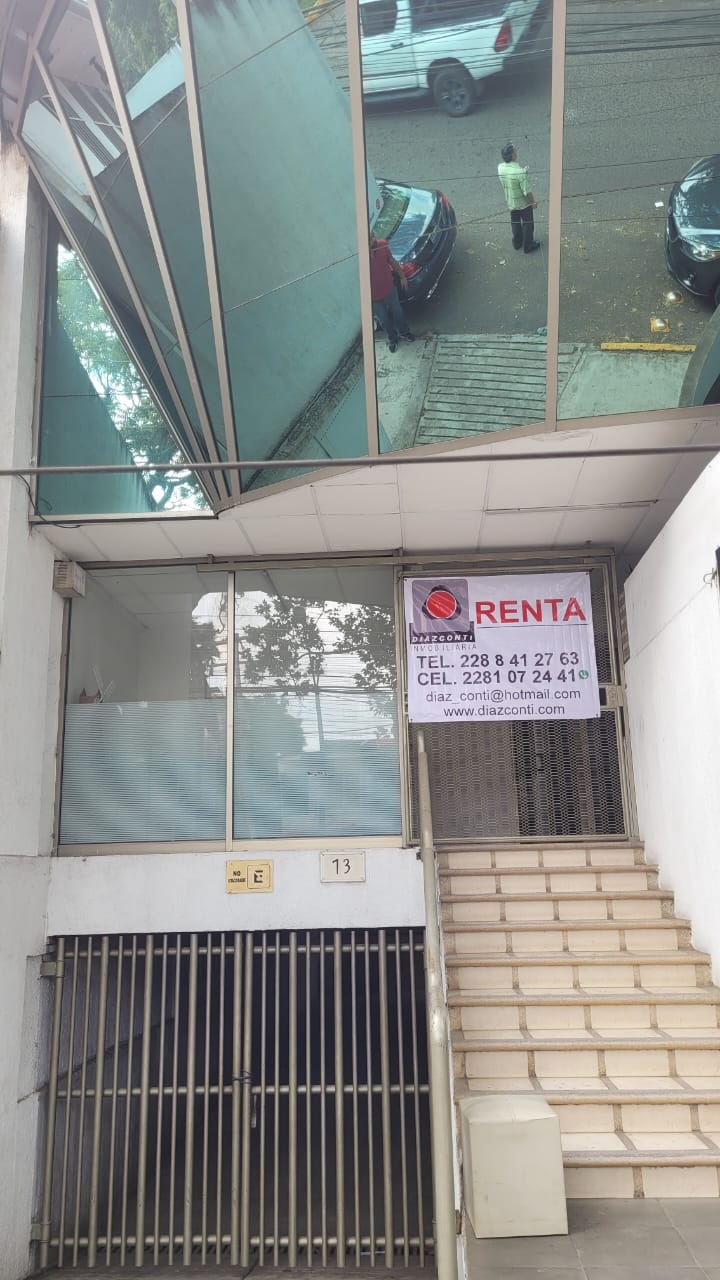 RENTA
DIAZCONTI
INMOBILIARIA
TEL. 228 8 41 27 63
CEL. 2281 07 24 41
diaz_conti@hotmail.com
www.diazconti.com
NO
ESTACIONARSE
E
13